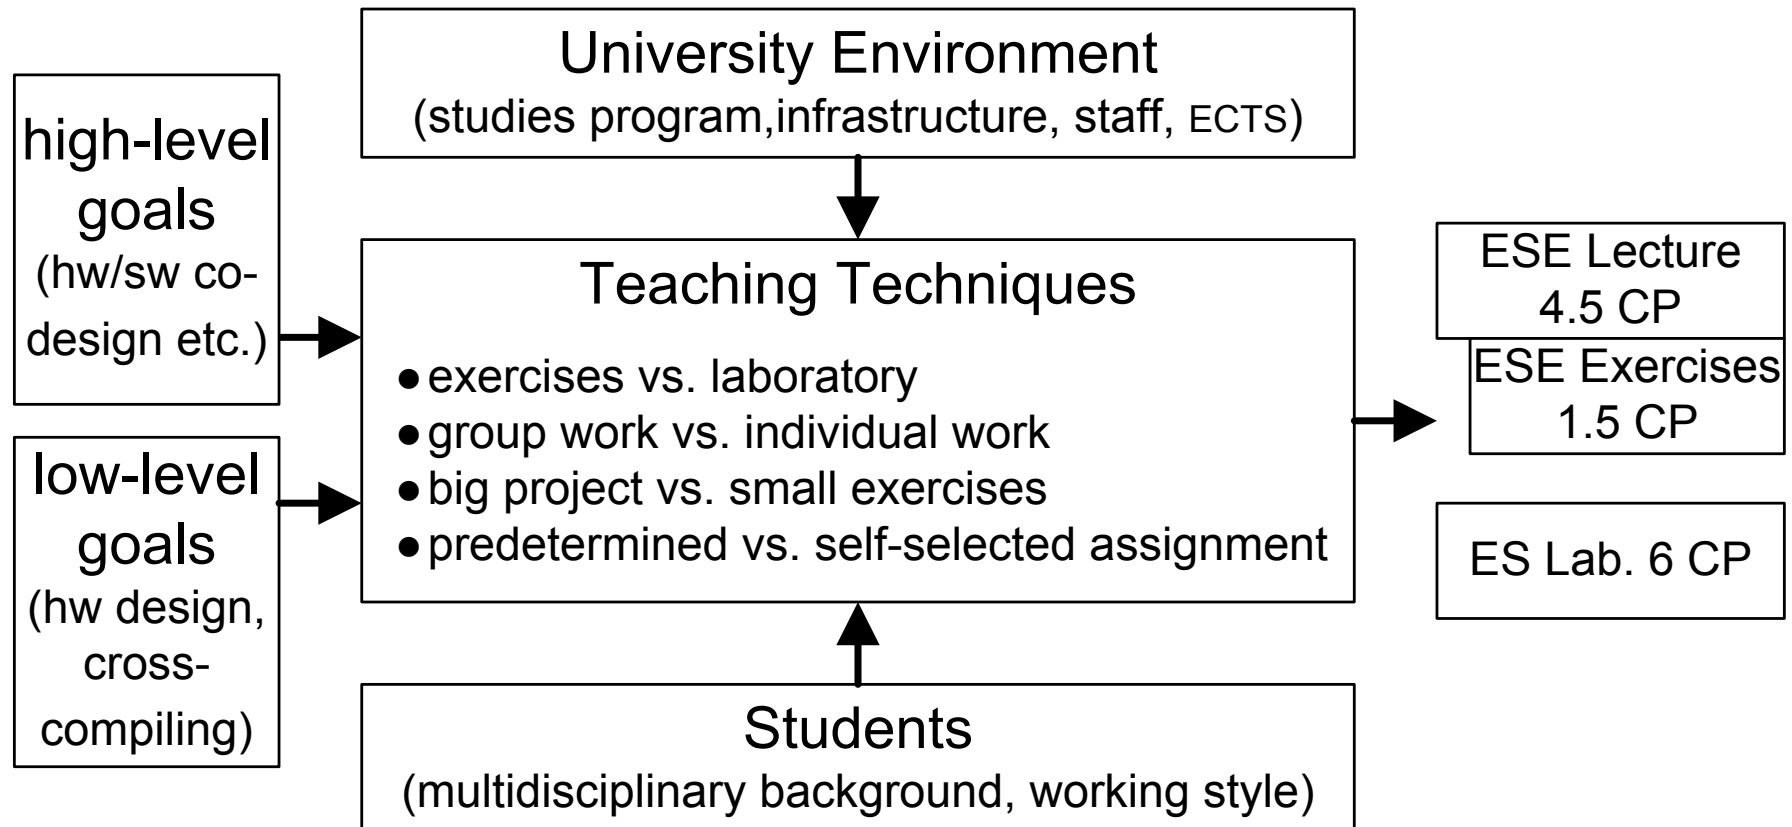 University Environment
(studies program,infrastructure, staff, ECTS)
high-level
goals
(hw/sw co-
design etc.)
low-level
goals
(hw design,
cross-
compiling)
Teaching Techniques
●exercises vs. laboratory
●group work vs. individual work
●big project vs. small exercises
●predetermined vs. self-selected assignment
Students
(multidisciplinary background, working style)
ESE Lecture
4.5 CP
ESE Exercises
1.5 CP
ES Lab. 6 CP